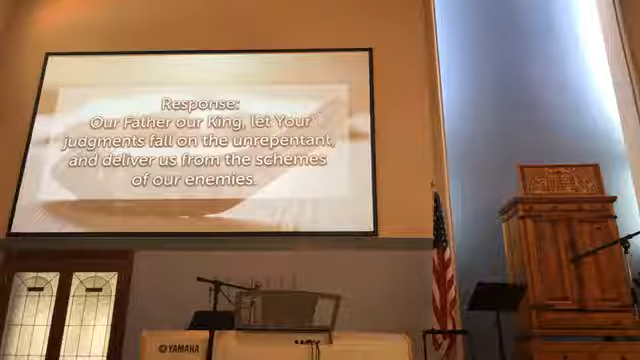 Response:
Our Father our King, let Your
judgments fall on the unrepentant,
and deliver us from the schemes
of our enemies.
YAMAHA